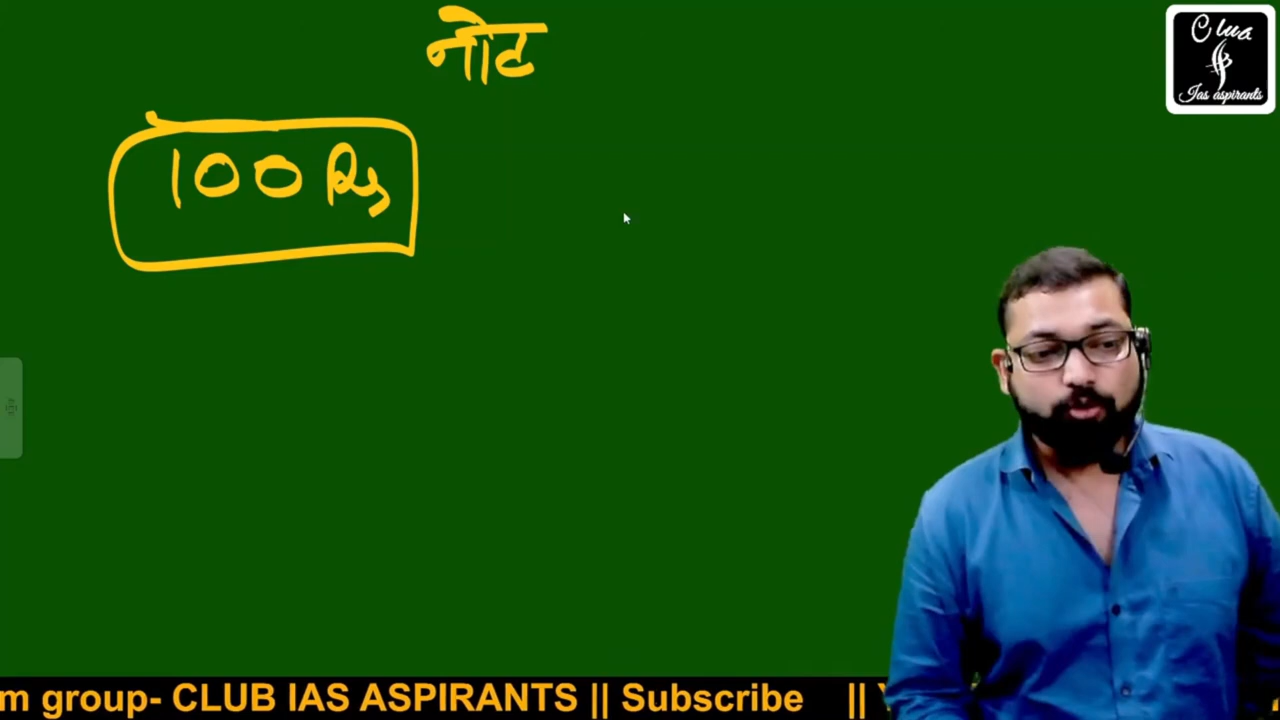 नोट
Club
Ias aspirants
100 Rs
m group- CLUB IAS ASPIRANTS || Subscribe || Y